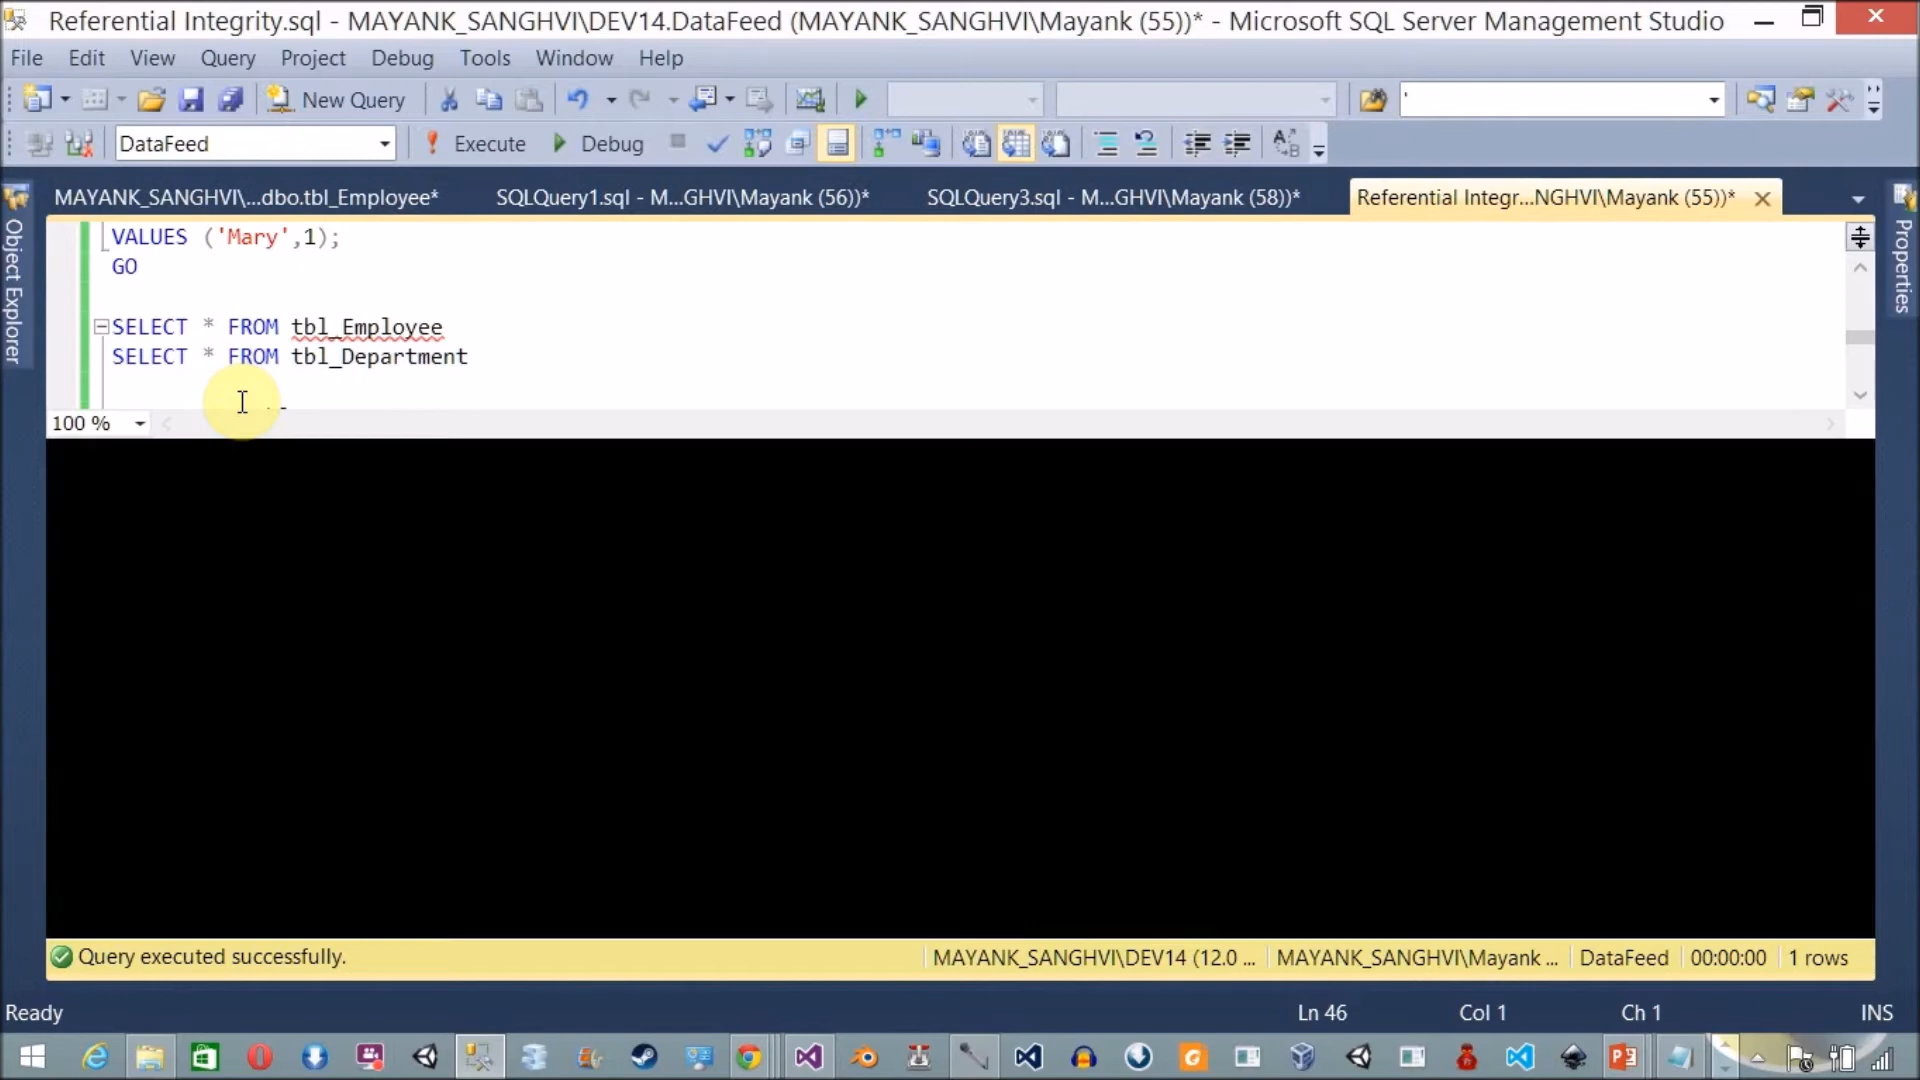 Referential Integrity.sql - MAYANK_SANGHVI\DEV14.DataFeed (MAYANK_SANGHVI\Mayank (55))* - Microsoft SQL Server Management Studio
File Edit View Query Project Debug Tools Window Help
New Query '
DataFeed Execute Debug
MAYANK_SANGHVI\...dbo.tbl_Employee* SQLQuery1.sql - M...GHVI\Mayank (56))* SQLQuery3.sql - M...GHVI\Mayank (58))* Referential Integr...NGHVI\Mayank (55))*
Object Explorer
Properties
VALUES ('Mary',1);
GO
SELECT * FROM tbl_Employee
SELECT * FROM tbl_Department
100 %
Query executed successfully. MAYANK_SANGHVI\DEV14 (12.0 ... MAYANK_SANGHVI\Mayank ... DataFeed 00:00:00 1 rows
Ready Ln 46 Col 1 Ch 1 INS